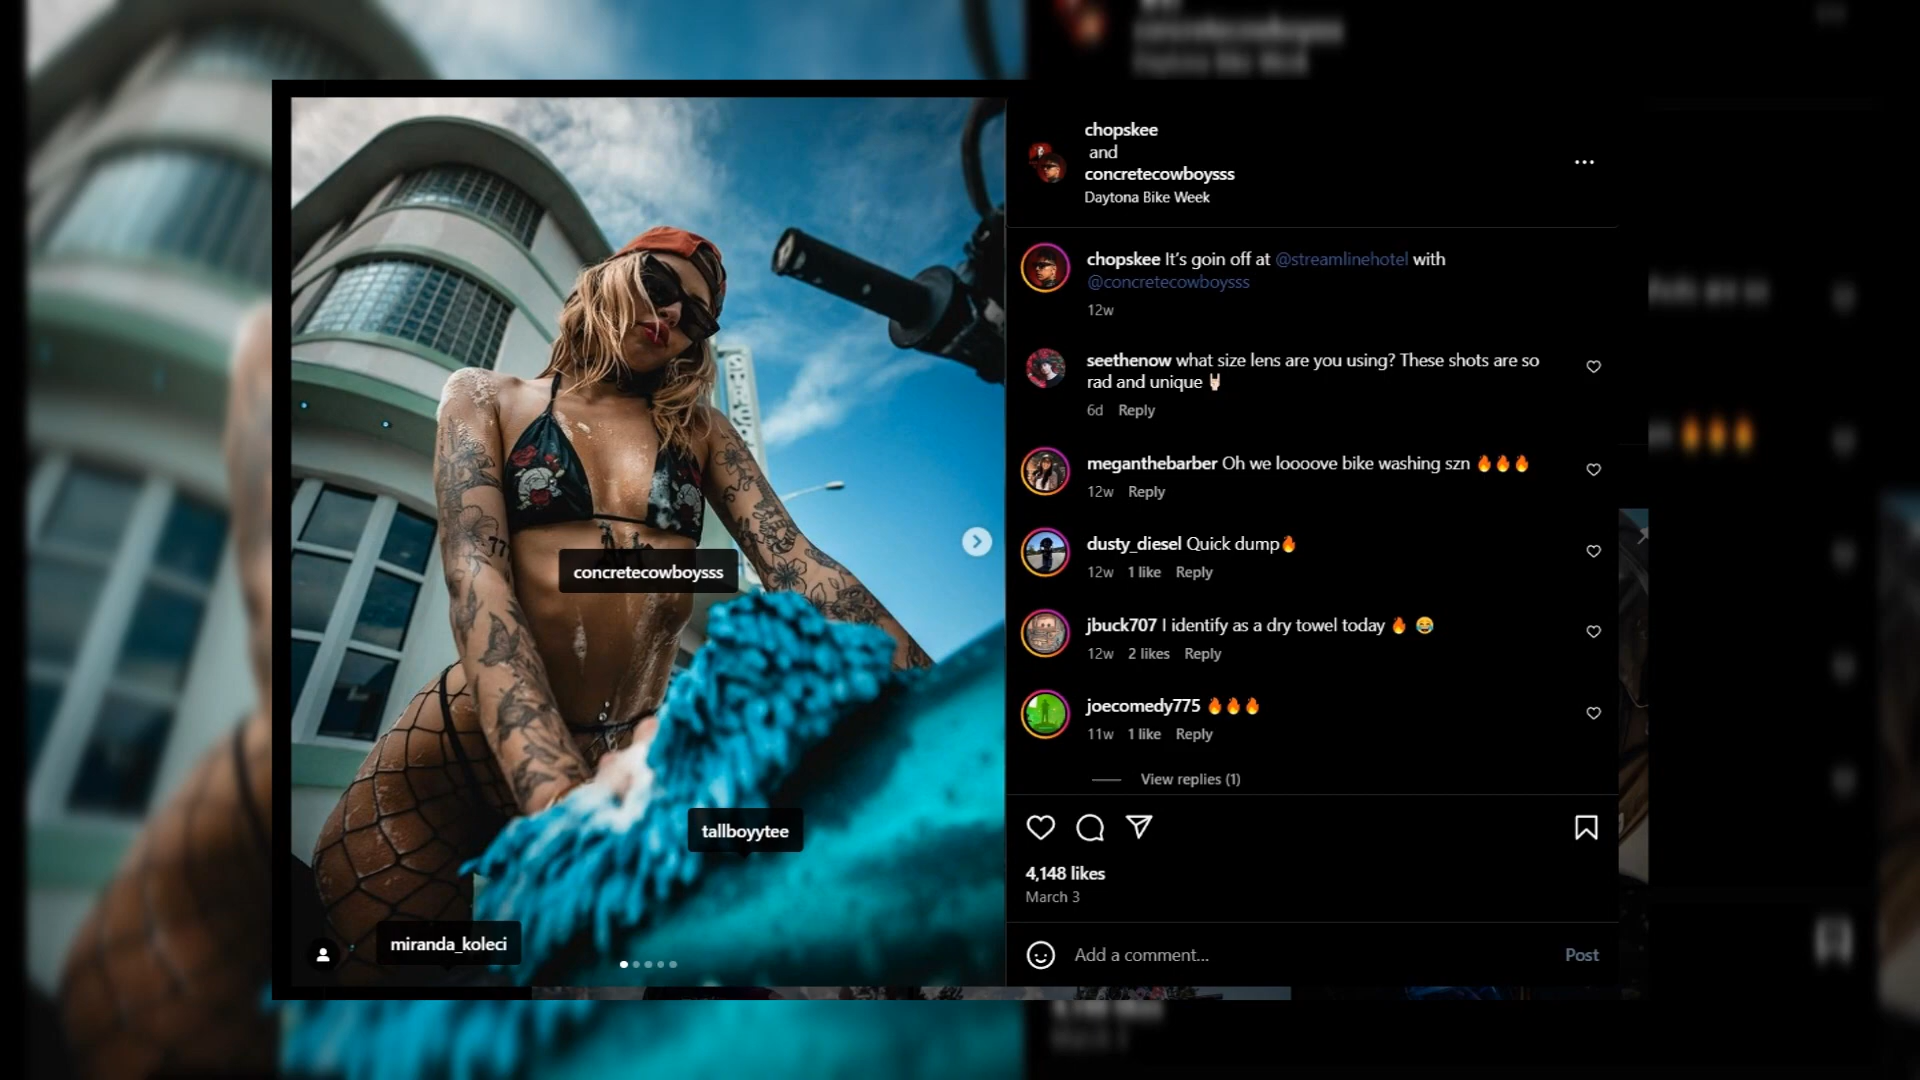 chopskee
and
concretecowboysss
Daytona Bike Week
chopskee It's goin off at @streamlinehotel with
@concretecowboysss
12w
seethenow what size lens are you using? These shots are so
rad and unique 🤘🏻
6d Reply
meganthebarber Oh we loooove bike washing szn 🔥🔥🔥
12w Reply
dusty_diesel Quick dump🔥
12w 1 like Reply
jbuck707 I identify as a dry towel today 🔥 😂
12w 2 likes Reply
joecomedy775 🔥🔥🔥
11w 1 like Reply
View replies (1)
4,148 likes
March 3
Add a comment...
Post
777
concretecowboysss
tallboyytee
miranda_koleci